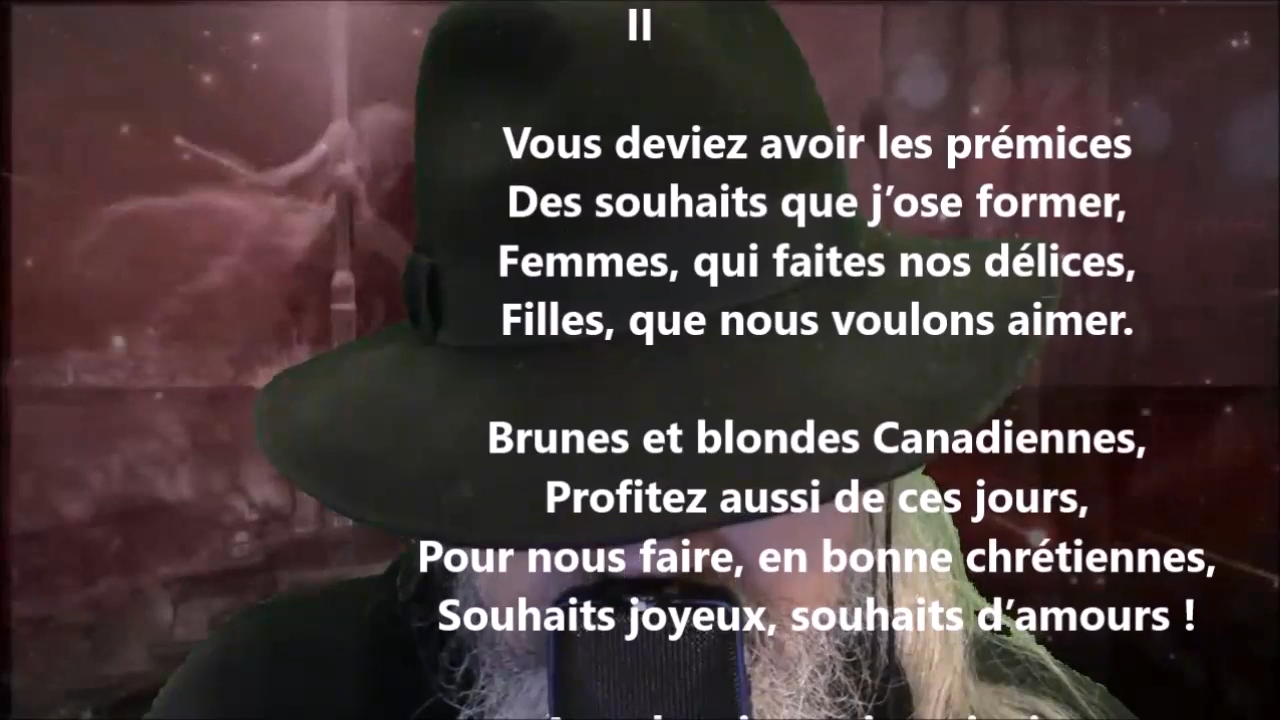 II
Vous deviez avoir les prémices
Des souhaits que j’ose former,
Femmes, qui faites nos délices,
Filles, que nous voulons aimer.
Brunes et blondes Canadiennes,
Profitez aussi de ces jours,
Pour nous faire, en bonne chrétiennes,
Souhaits joyeux, souhaits d’amours !